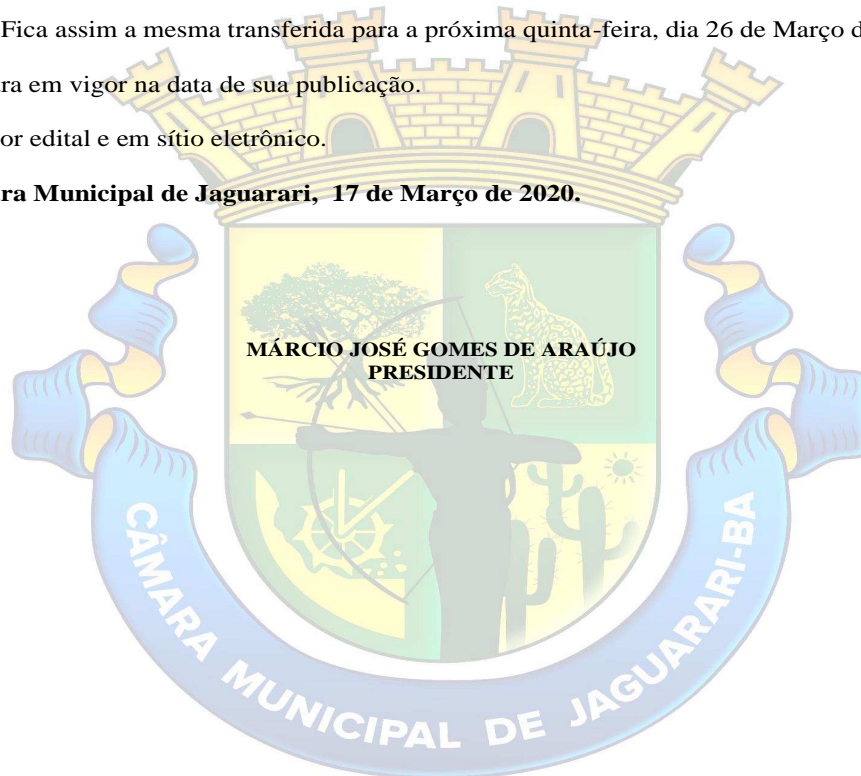 Fica assim a mesma transferida para a próxima quinta-feira, dia 26 de Março d
ra em vigor na data de sua publicação.
or edital e em sítio eletrônico.
ra Municipal de Jaguarari, 17 de Março de 2020.
MÁRCIO JOSÉ GOMES DE ARAÚJO
PRESIDENTE
CÂMARA MUNICIPAL DE JAGUARARI-BA